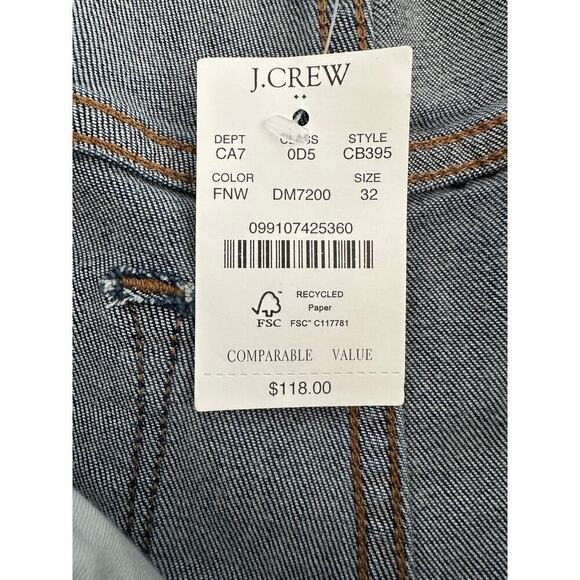 J.CREW
DEPT CLASS STYLE
CA7 0D5 CB395
COLOR SIZE
FNW DM7200 32
099107425360
FSC
RECYCLED
Paper
FSC™ C117781
COMPARABLE VALUE
$118.00